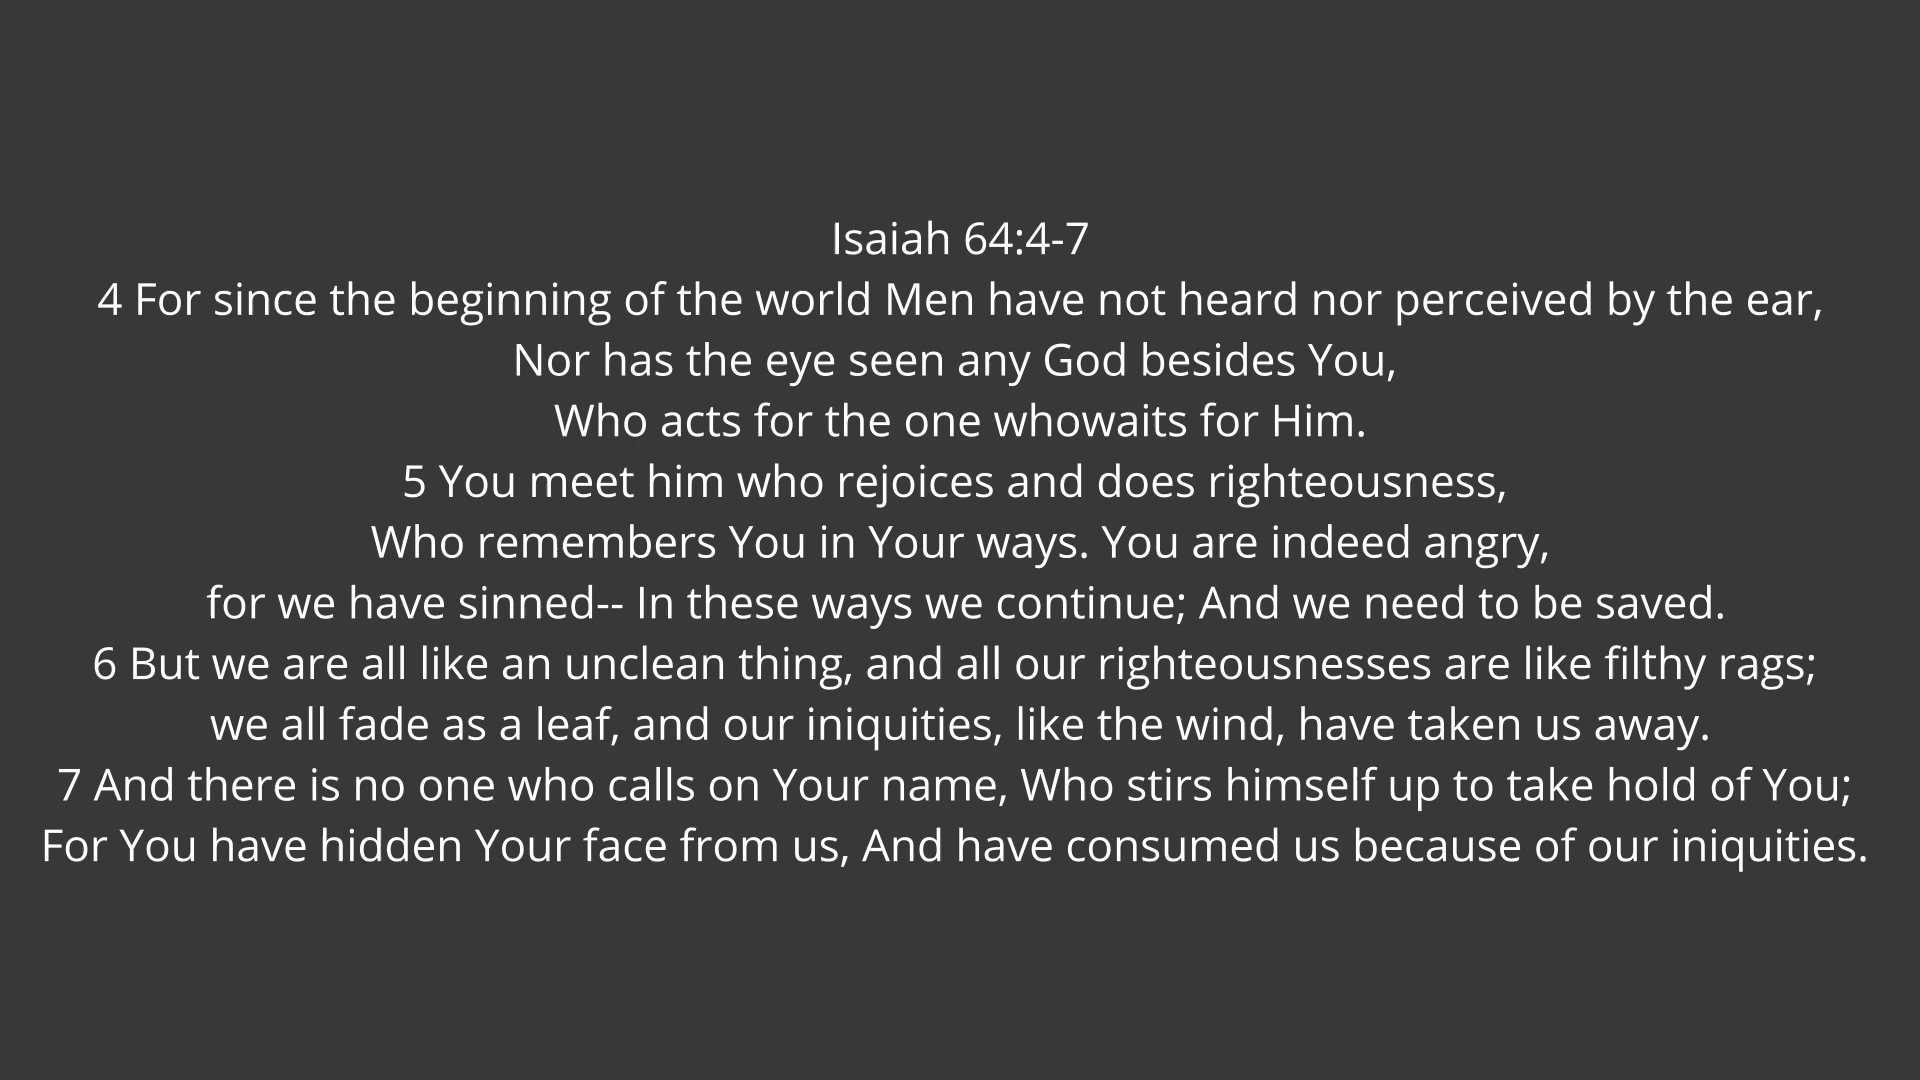 Isaiah 64:4-7
4 For since the beginning of the world Men have not heard nor perceived by the ear,
Nor has the eye seen any God besides You,
Who acts for the one whowaits for Him.
5 You meet him who rejoices and does righteousness,
Who remembers You in Your ways. You are indeed angry,
for we have sinned-- In these ways we continue; And we need to be saved.
6 But we are all like an unclean thing, and all our righteousnesses are like filthy rags;
we all fade as a leaf, and our iniquities, like the wind, have taken us away.
7 And there is no one who calls on Your name, Who stirs himself up to take hold of You;
For You have hidden Your face from us, And have consumed us because of our iniquities.